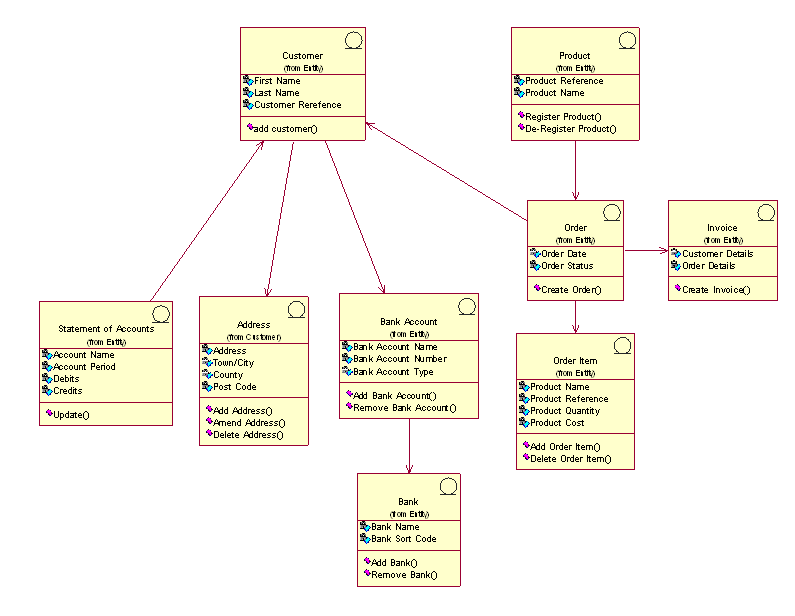 Customer
(from Entity)
First Name
Last Name
Customer Rerefence
add customer()
Product
(from Entity)
Product Reference
Product Name
Register Product()
De-Register Product()
Order
(from Entity)
Order Date
Order Status
Create Order()
Invoice
(from Entity)
Customer Details
Order Details
Create Invoice()
Statement of Accounts
(from Entity)
Account Name
Account Period
Debits
Credits
Update()
Address
(from Customer)
Address
Town/City
County
Post Code
Add Address()
Amend Address()
Delete Address()
Bank Account
(from Entity)
Bank Account Name
Bank Account Number
Bank Account Type
Add Bank Account()
Remove Bank Account()
Order Item
(from Entity)
Product Name
Product Reference
Product Quantity
Product Cost
Add Order Item()
Delete Order Item()
Bank
(from Entity)
Bank Name
Bank Sort Code
Add Bank()
Remove Bank()